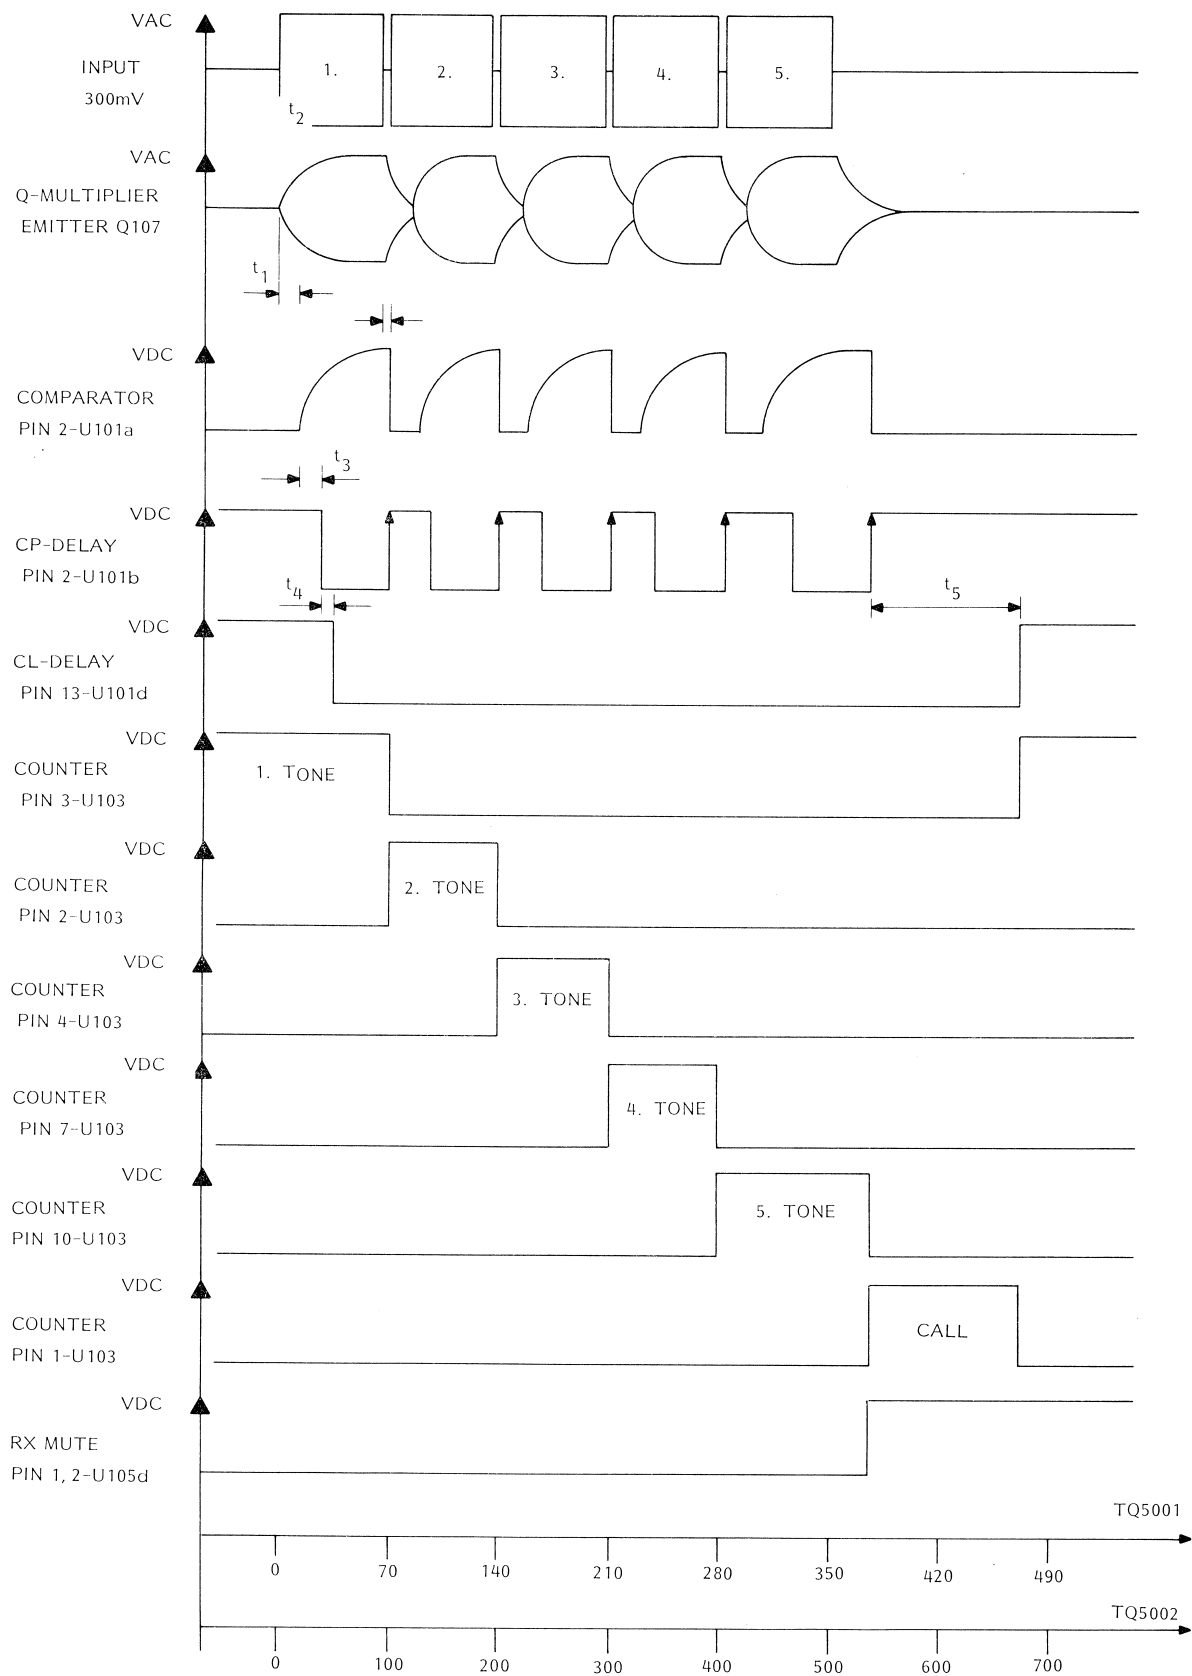 VAC
INPUT
300mV
1. 2. 3. 4. 5.
t2
VAC
Q-MULTIPLIER
EMITTER Q107
t1
VDC
COMPARATOR
PIN 2-U101a
t3
VDC
CP-DELAY
PIN 2-U101b
t4
t5
VDC
CL-DELAY
PIN 13-U101d
VDC
COUNTER
PIN 3-U103
1. TONE
VDC
COUNTER
PIN 2-U103
2. TONE
VDC
COUNTER
PIN 4-U103
3. TONE
VDC
COUNTER
PIN 7-U103
4. TONE
VDC
COUNTER
PIN 10-U103
5. TONE
VDC
COUNTER
PIN 1-U103
CALL
VDC
RX MUTE
PIN 1, 2-U105d
TQ5001
0 70 140 210 280 350 420 490
TQ5002
0 100 200 300 400 500 600 700